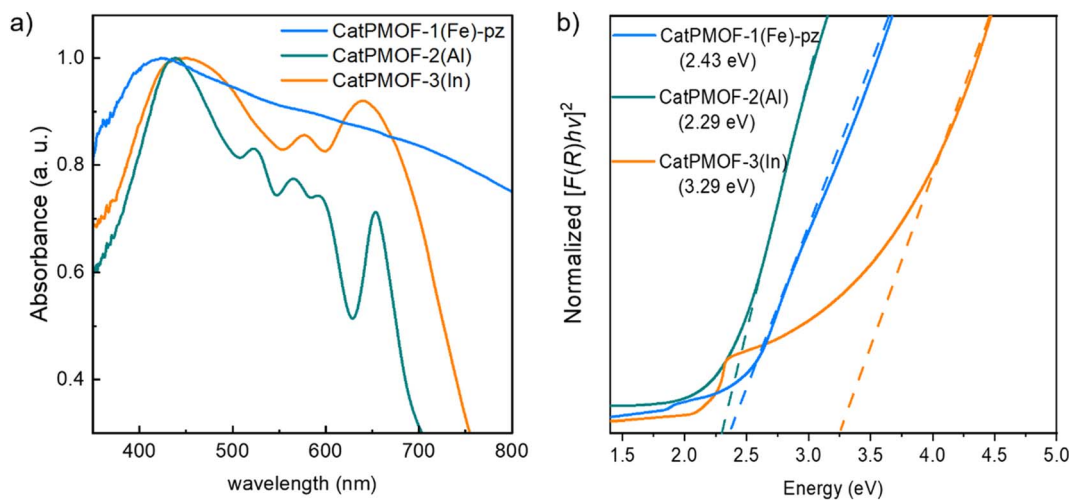 a)
CatPMOF-1(Fe)-pz
CatPMOF-2(Al)
CatPMOF-3(In)
1.0
0.8
0.6
0.4
Absorbance (a. u.)
400
500
600
700
800
wavelength (nm)
b)
CatPMOF-1(Fe)-pz
(2.43 eV)
CatPMOF-2(Al)
(2.29 eV)
CatPMOF-3(In)
(3.29 eV)
Normalized [F(R)hv]²
1.5
2.0
2.5
3.0
3.5
4.0
4.5
5.0
Energy (eV)